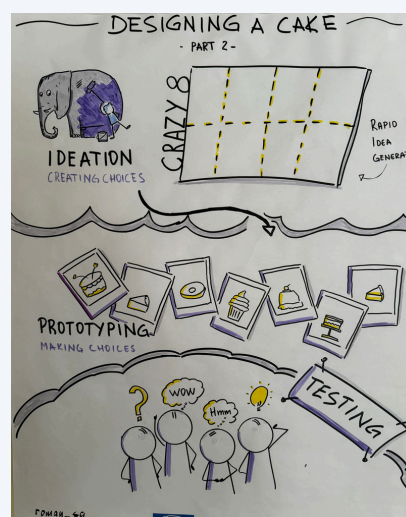 DESIGNING A CAKE
- PART 2 -
CRAZY 8
RAPID
IDEA
IDEATION
CREATING CHOICES
PROTOTYPING
MAKING CHOICES
TESTING
?
WOW
Hmm